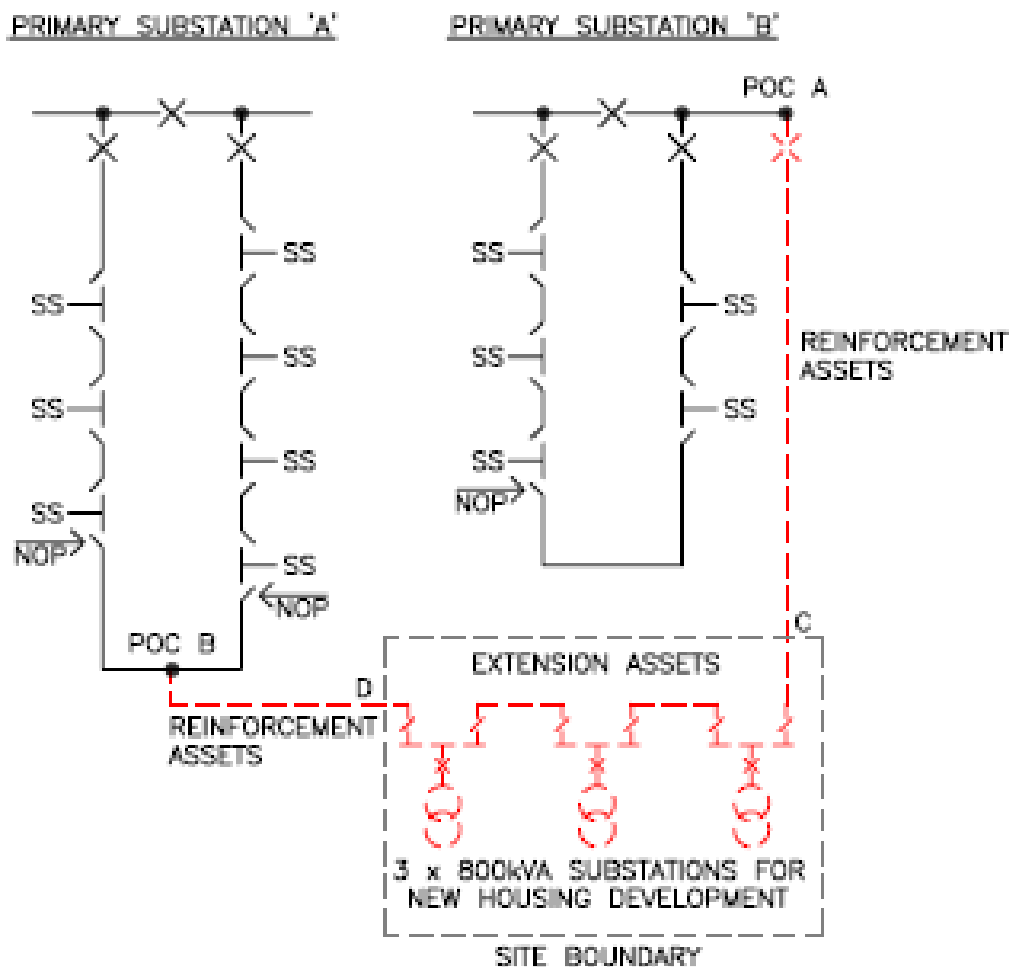 PRIMARY SUBSTATION 'A'
PRIMARY SUBSTATION 'B'
POC A
SS
SS
SS
SS
SS
SS
SS
NOP
SS
NOP
POC B
SS
SS
SS
SS
SS
NOP
REINFORCEMENT
ASSETS
C
D
EXTENSION ASSETS
REINFORCEMENT
ASSETS
3 x 800kVA SUBSTATIONS FOR
NEW HOUSING DEVELOPMENT
SITE BOUNDARY